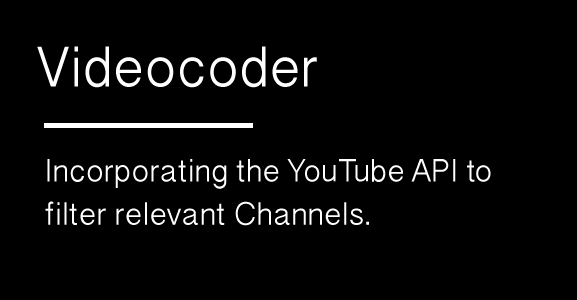 Videocoder
Incorporating the YouTube API to
filter relevant Channels.